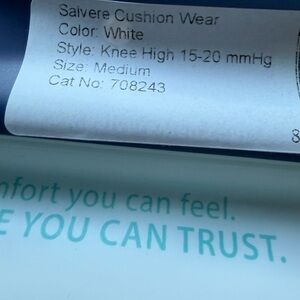 Salvere Cushion Wear
Color: White
Style: Knee High 15-20 mmHg
Size: Medium
Cat No: 708243
mfort you can feel.
E YOU CAN TRUST.